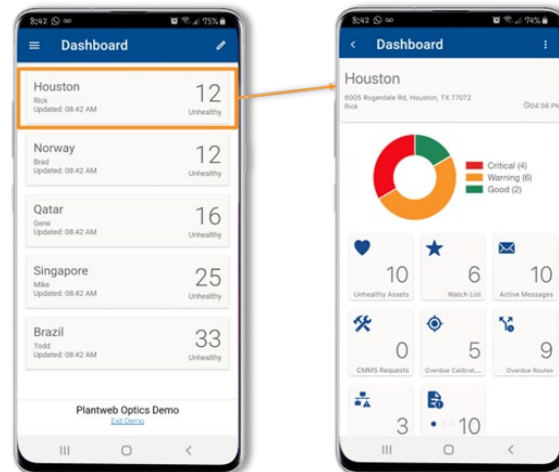 8:42
75%
Dashboard
Houston
Rick
Updated: 08:42 AM
12
Unhealthy
Norway
Brad
Updated: 08:42 AM
12
Unhealthy
Qatar
Gene
Updated: 08:42 AM
16
Unhealthy
Singapore
Mike
Updated: 08:42 AM
25
Unhealthy
Brazil
Todd
Updated: 08:42 AM
33
Unhealthy
Plantweb Optics Demo
Exit Demo
8:42
75%
Dashboard
Houston
6005 Rogerdale Rd, Houston, TX 77072
Rick
04:56 PM
Critical (4)
Warning (6)
Good (2)
10
Unhealthy Assets
6
Watch List
10
Active Messages
0
CMMS Requests
5
Overdue Calibrat...
9
Overdue Routes
3
10